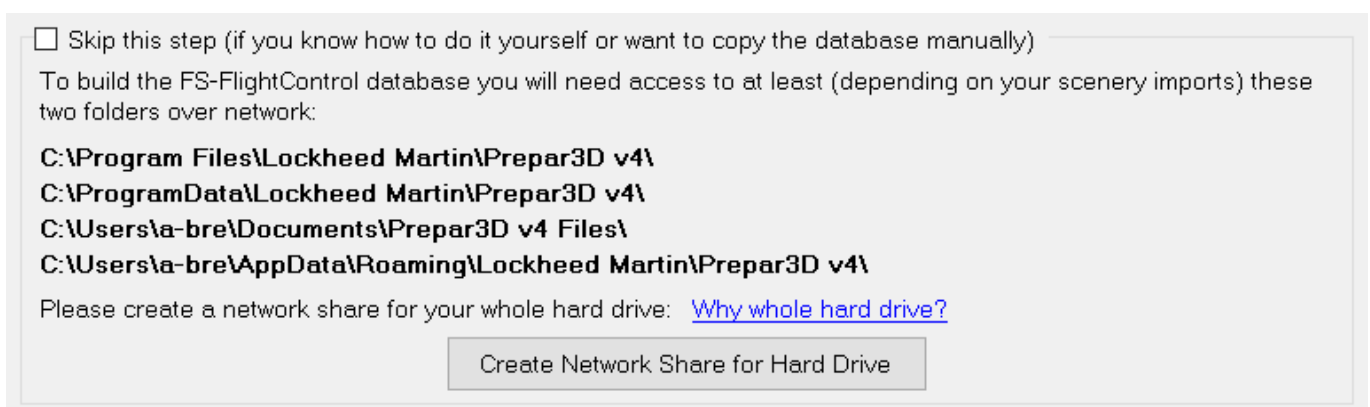 Skip this step (if you know how to do it yourself or want to copy the database manually)
To build the FS-FlightControl database you will need access to at least (depending on your scenery imports) these
two folders over network:
C:\Program Files\Lockheed Martin\Prepar3D v4\
C:\ProgramData\Lockheed Martin\Prepar3D v4\
C:\Users\a-bre\Documents\Prepar3D v4 Files\
C:\Users\a-bre\AppData\Roaming\Lockheed Martin\Prepar3D v4\
Please create a network share for your whole hard drive: Why whole hard drive?
Create Network Share for Hard Drive